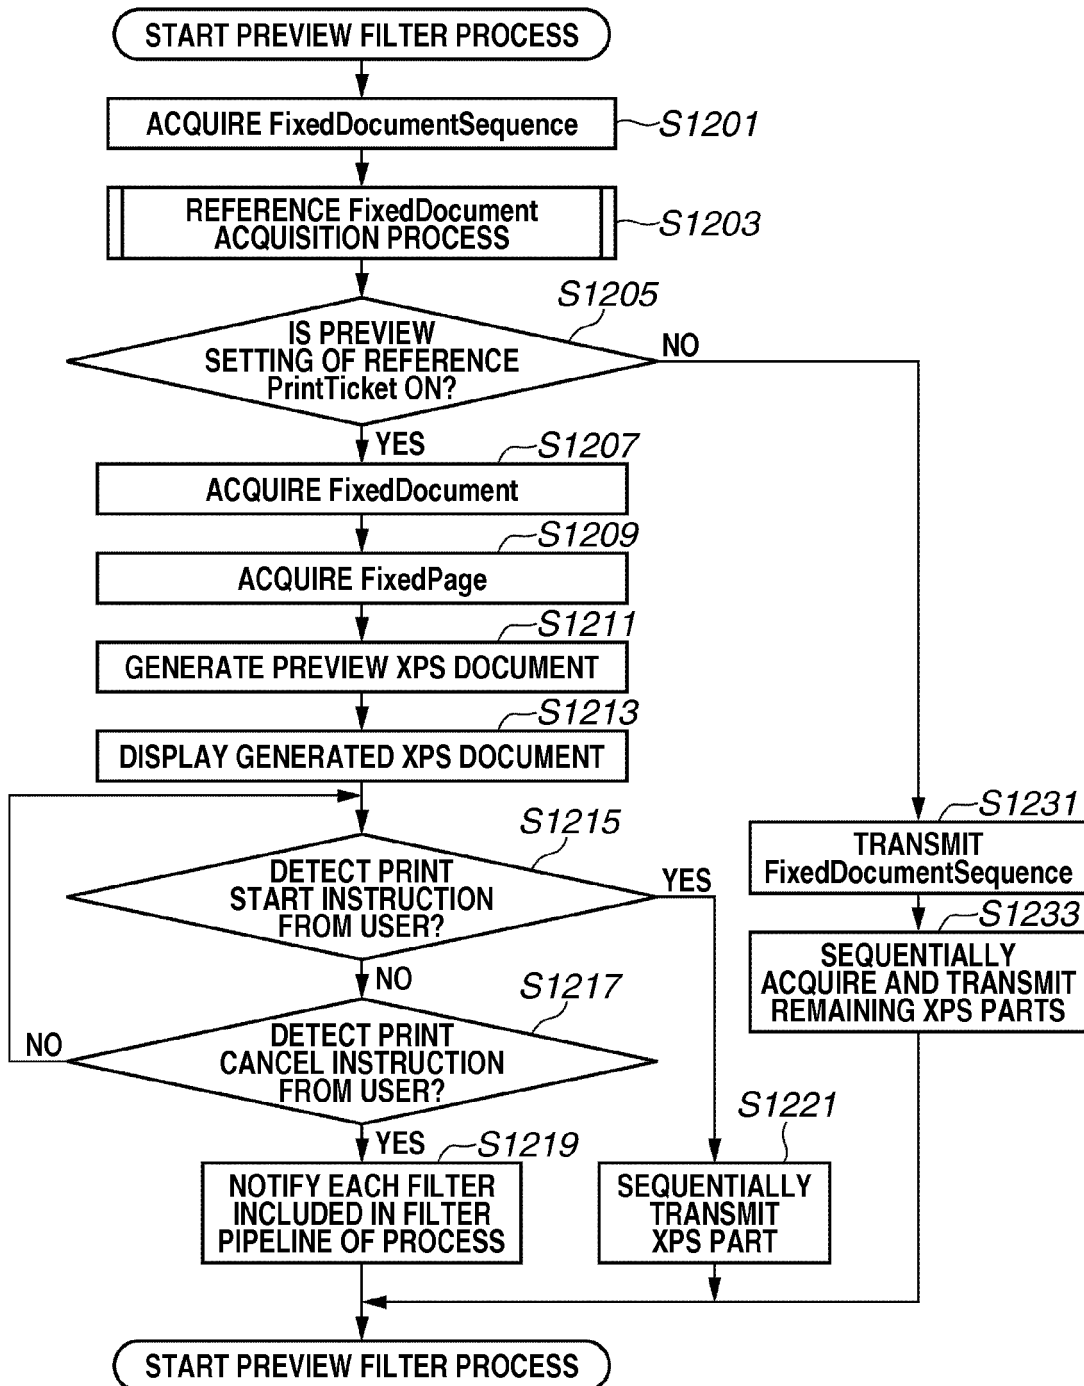 START PREVIEW FILTER PROCESS
ACQUIRE FixedDocumentSequence
S1201
REFERENCE FixedDocument
ACQUISITION PROCESS
S1203
S1205
IS PREVIEW
SETTING OF REFERENCE
PrintTicket ON?
NO
YES
S1207
ACQUIRE FixedDocument
S1209
ACQUIRE FixedPage
S1211
GENERATE PREVIEW XPS DOCUMENT
S1213
DISPLAY GENERATED XPS DOCUMENT
S1215
DETECT PRINT
START INSTRUCTION
FROM USER?
YES
NO
S1231
TRANSMIT
FixedDocumentSequence
S1233
SEQUENTIALLY
ACQUIRE AND TRANSMIT
REMAINING XPS PARTS
S1217
DETECT PRINT
CANCEL INSTRUCTION
FROM USER?
NO
YES
S1219
NOTIFY EACH FILTER
INCLUDED IN FILTER
PIPELINE OF PROCESS
S1221
SEQUENTIALLY
TRANSMIT
XPS PART
START PREVIEW FILTER PROCESS